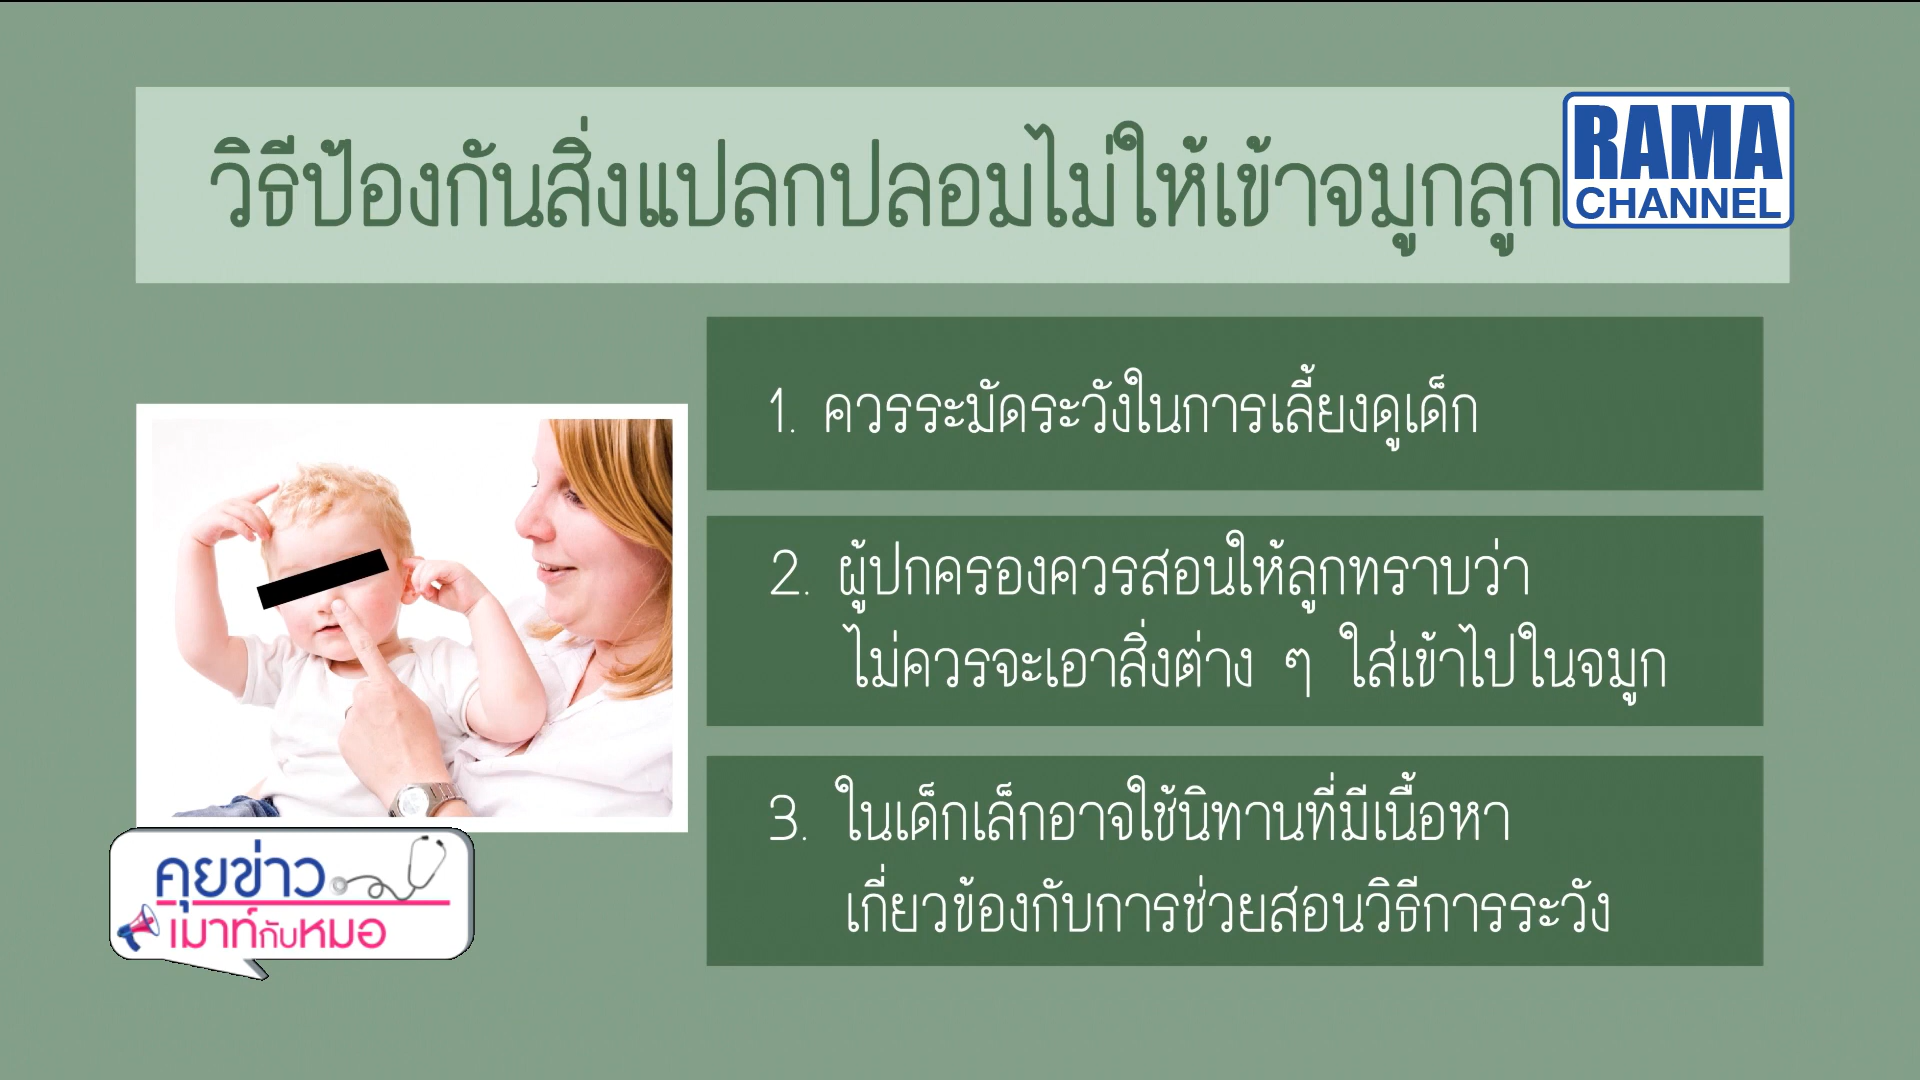 วิธีป้องกันสิ่งแปลกปลอมไม่ให้เข้าจมูกลูก
RAMA
CHANNEL
1. ควรระมัดระวังในการเลี้ยงดูเด็ก
2. ผู้ปกครองควรสอนให้ลูกทราบว่า
ไม่ควรจะเอาสิ่งต่าง ๆ ใส่เข้าไปในจมูก
3. ในเด็กเล็กอาจใช้นิทานที่มีเนื้อหา
เกี่ยวข้องกับการช่วยสอนวิธีการระวัง
คุยข่าว
เมาท์กับหมอ